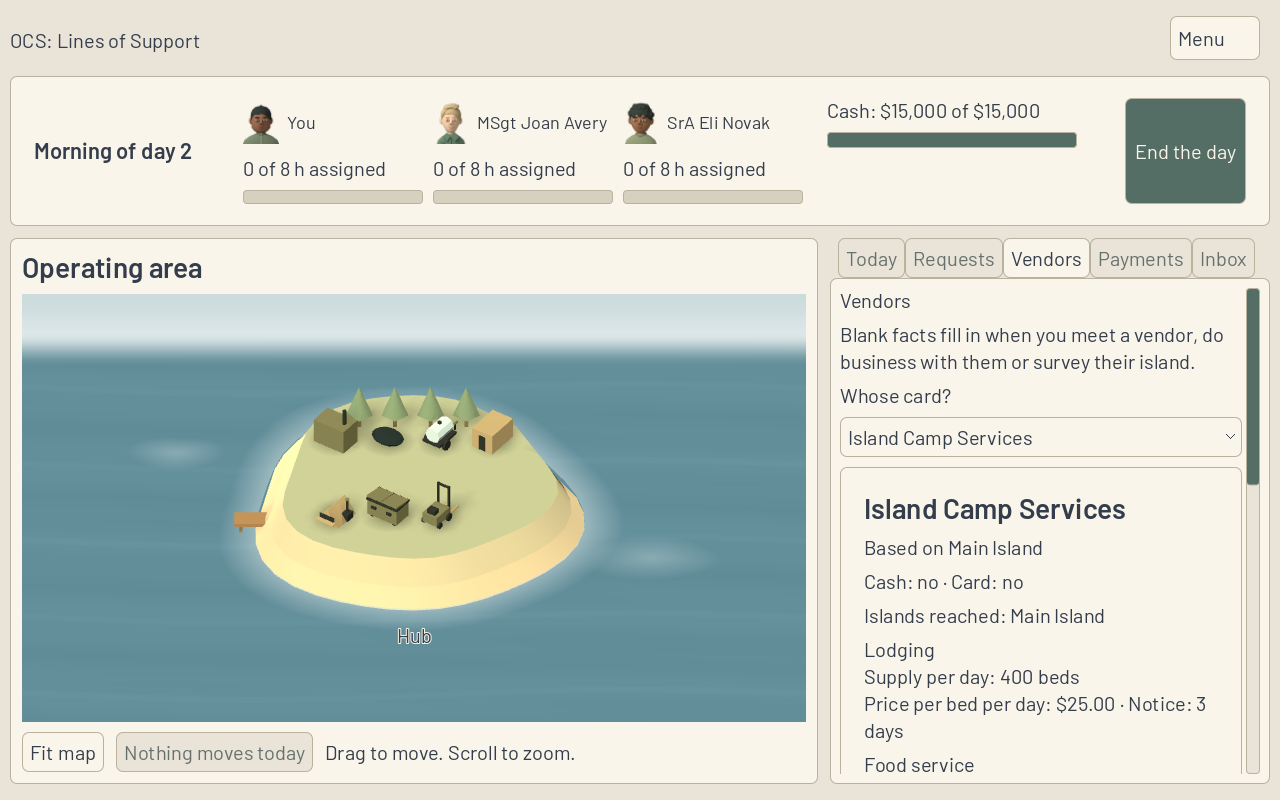 OCS: Lines of Support
Menu
Morning of day 2
You
0 of 8 h assigned
MSgt Joan Avery
0 of 8 h assigned
SrA Eli Novak
0 of 8 h assigned
Cash: $15,000 of $15,000
End the day
Operating area
Hub
Fit map
Nothing moves today
Drag to move. Scroll to zoom.
Today
Requests
Vendors
Payments
Inbox
Vendors
Blank facts fill in when you meet a vendor, do
business with them or survey their island.
Whose card?
Island Camp Services
Island Camp Services
Based on Main Island
Cash: no · Card: no
Islands reached: Main Island
Lodging
Supply per day: 400 beds
Price per bed per day: $25.00 · Notice: 3
days
Food service